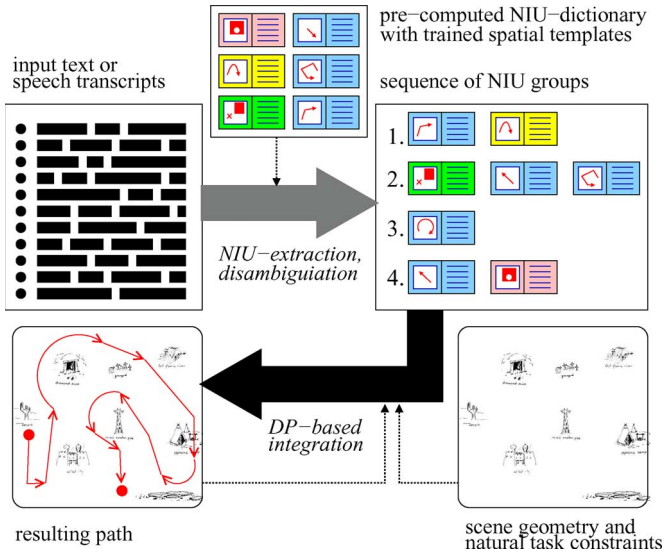 pre−computed NIU−dictionary
with trained spatial templates
input text or
speech transcripts
sequence of NIU groups
1.
2.
3.
4.
NIU−extraction,
disambiguiation
DP−based
integration
resulting path
scene geometry and
natural task constraints